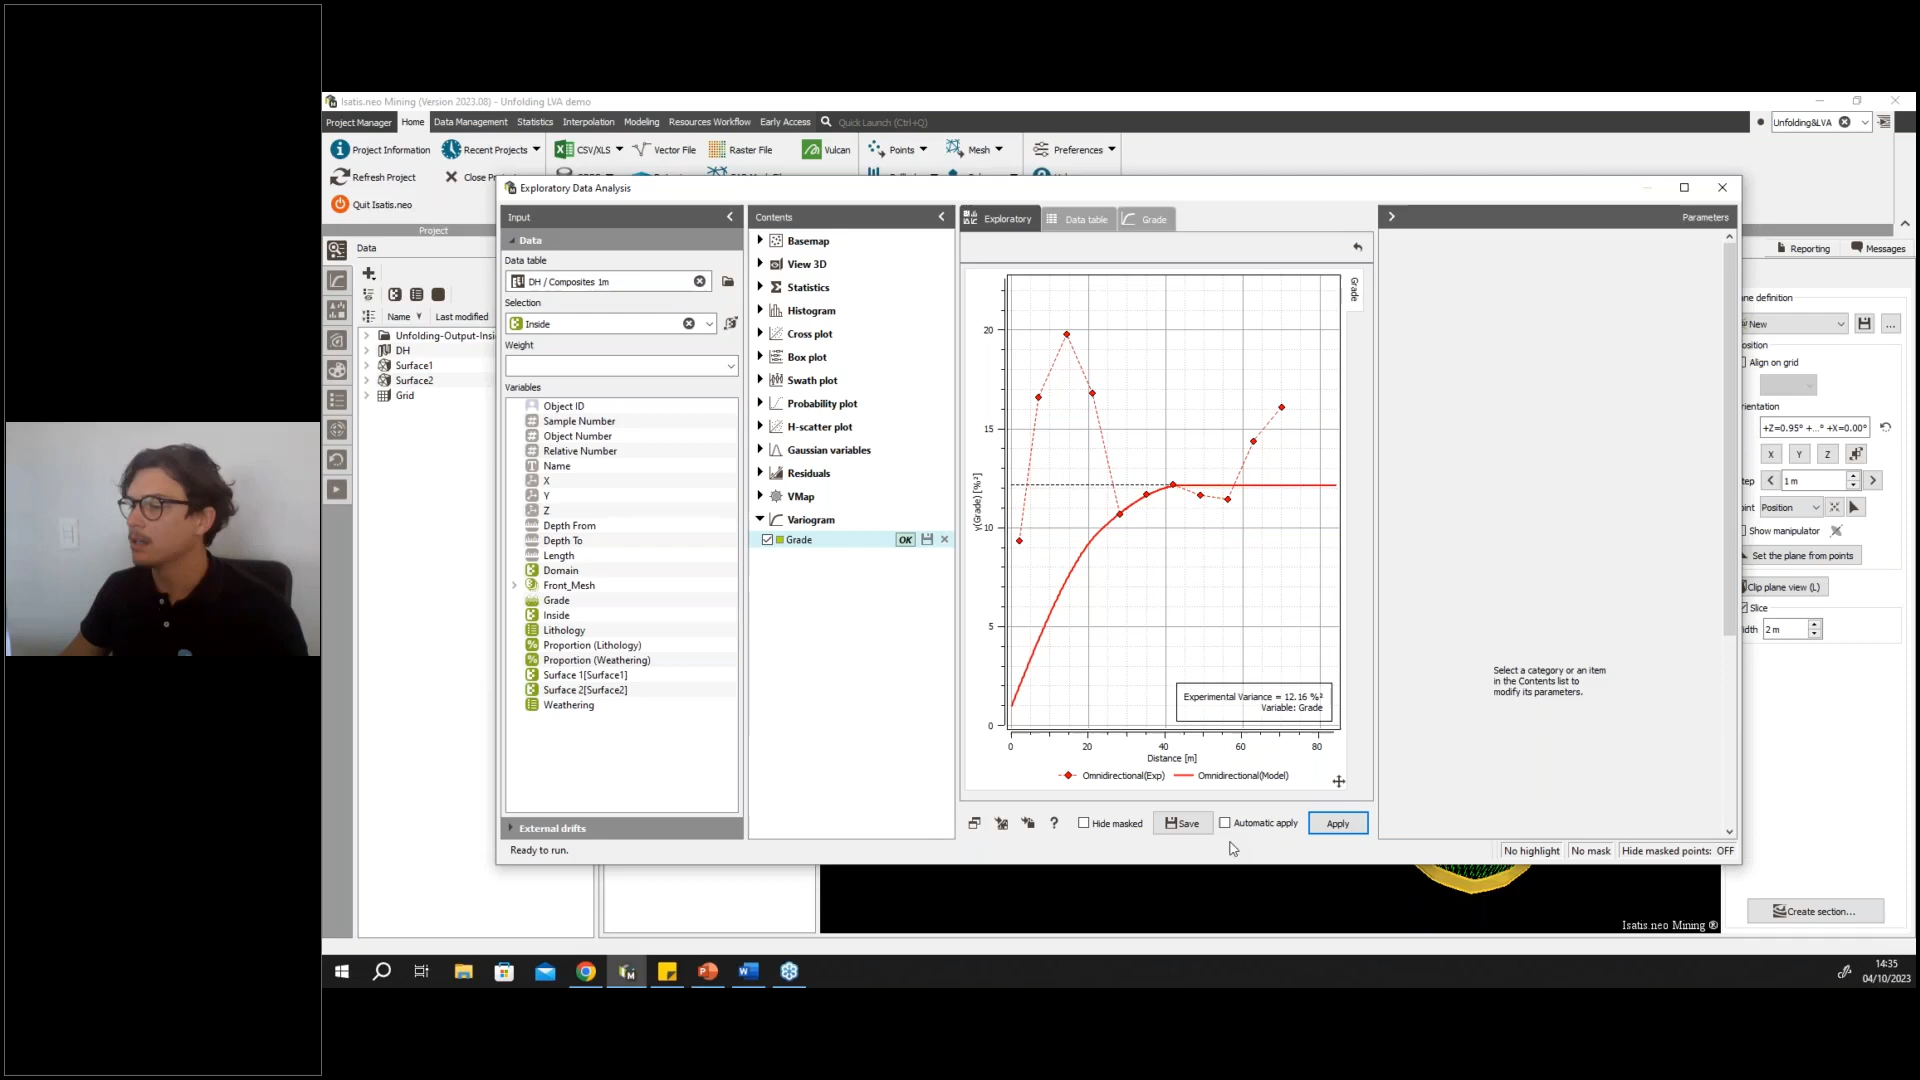 Isatis.neo Mining (Version 2023.08) - Unfolding LVA demo
Project Manager Home Data Management Statistics Interpolation Modeling Resources Workflow Early Access Quick Launch (Ctrl+Q) Unfolding&LVA
Project Information Recent Projects CSV/XLS Vector File Raster File Vulcan Points Mesh Preferences
Refresh Project
Quit Isatis.neo
Project
Data
Name Last modified
DH
Surface1
Surface2
Grid
Exploratory Data Analysis
Input
Data
Data table
DH / Composites 1m
Selection
Inside
Weight
Variables
Object ID
Sample Number
Object Number
Relative Number
Name
X
Y
Z
Depth From
Depth To
Length
Domain
Front_Mesh
Grade
Inside
Lithology
Proportion (Lithology)
Proportion (Weathering)
Surface 1[Surface1]
Surface 2[Surface2]
Weathering
External drifts
Ready to run.
Contents
Basemap
View 3D
Statistics
Histogram
Cross plot
Box plot
Swath plot
Probability plot
H-scatter plot
Gaussian variables
Residuals
VMap
Variogram
Grade OK
Exploratory Data table Grade
Grade
γ(Grade) [%²]
20
15
10
5
0
0 20 40 60 80
Distance [m]
Experimental Variance = 12.16 %²
Variable: Grade
Omnidirectional(Exp) Omnidirectional(Model)
? Hide masked Save Automatic apply Apply
Parameters
Select a category or an item
in the Contents list to
modify its parameters.
No highlight No mask Hide masked points: OFF
Reporting Messages
New ...
Align on grid
+Z=0.95° +...° +X=0.00°
X Y Z
1 m
Position
Show manipulator
Set the plane from points
Clip plane view (L)
Slice
2 m
Create section...
Isatis.neo Mining ®
14:35
04/10/2023